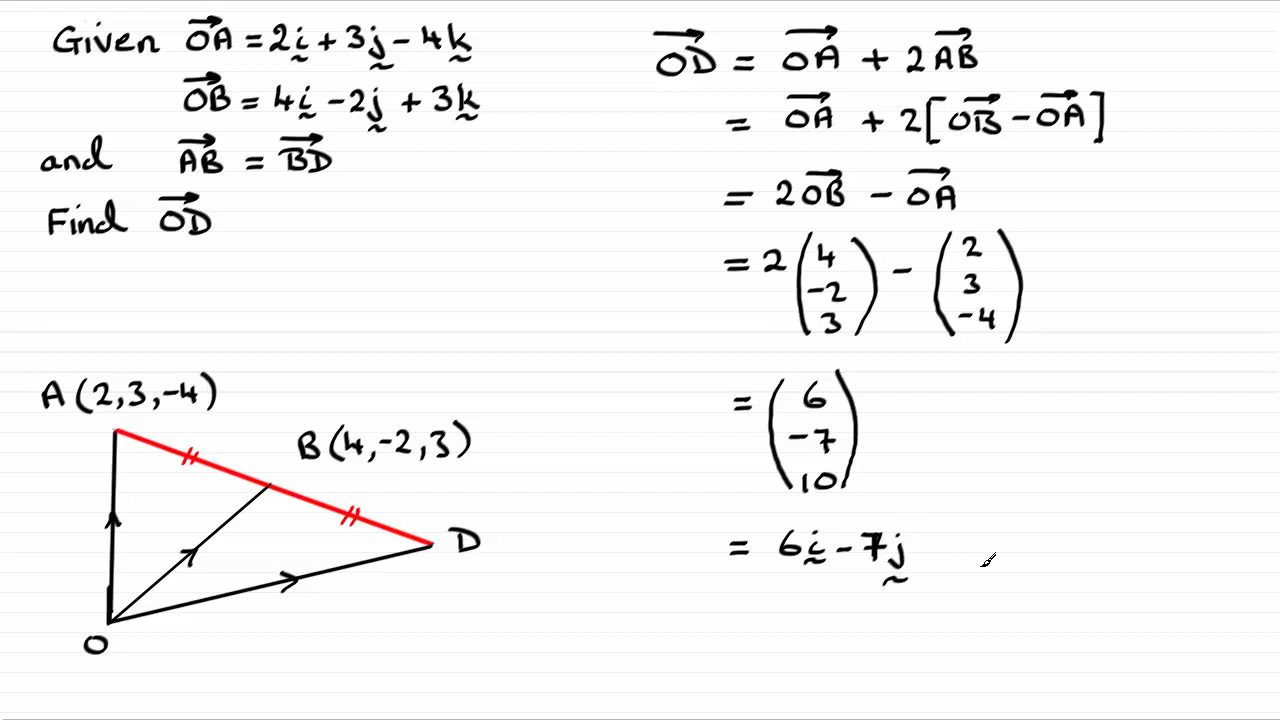 Given OA = 2i + 3j - 4k
OB = 4i - 2j + 3k
and AB = BD
Find OD
A (2,3,-4)
B (4,-2,3)
D
O
OD = OA + 2AB
= OA + 2[OB - OA]
= 2OB - OA
= 2(4 -2 3) - (2 3 -4)
= (6 -7 10)
= 6i - 7j